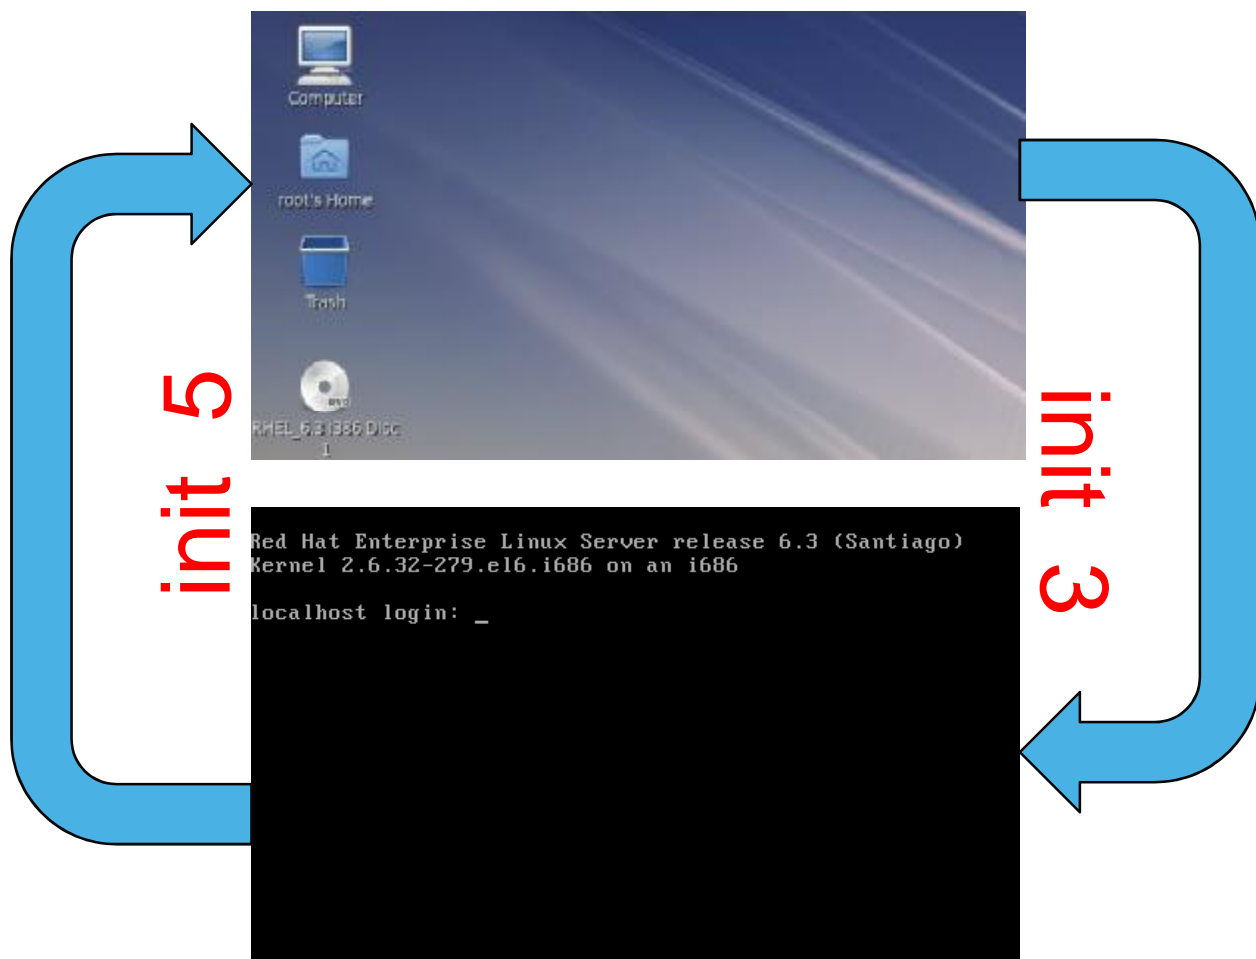 Computer
root's Home
Trash
RHEL_6.3 i386 Disc
1
init 5
init 3
Red Hat Enterprise Linux Server release 6.3 (Santiago)
Kernel 2.6.32-279.el6.i686 on an i686
localhost login: _